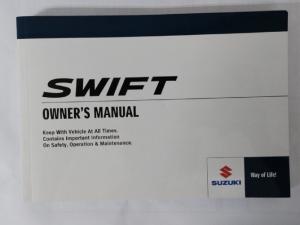 SWIFT
OWNER'S MANUAL
Keep With Vehicle At All Times.
Contains Important Information
On Safety, Operation & Maintenance.
SUZUKI
Way of Life!